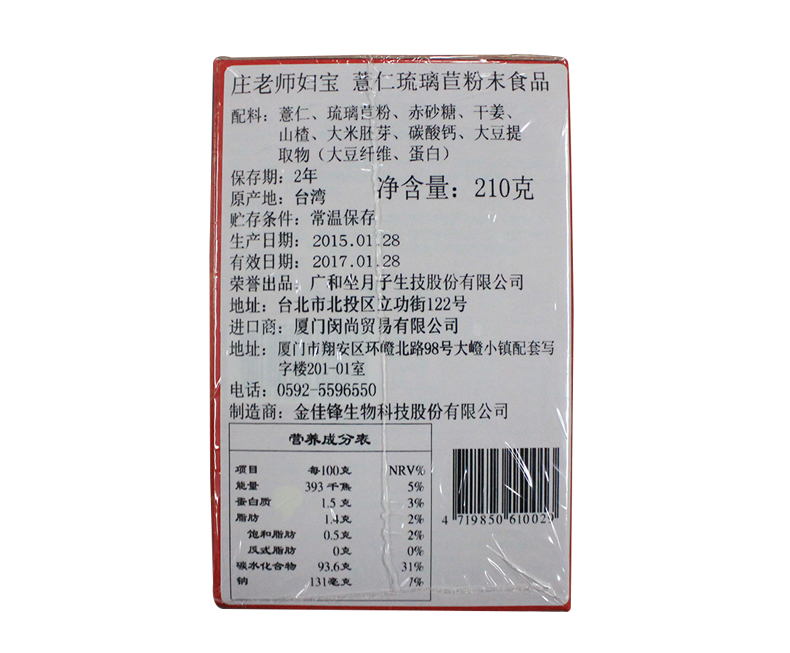 庄老师妇宝 薏仁琉璃苣粉末食品
配料：薏仁、琉璃苣粉、赤砂糖、干姜、
山楂、大米胚芽、碳酸钙、大豆提
取物（大豆纤维、蛋白）
保存期：2年
净含量：210克
原产地：台湾
贮存条件：常温保存
生产日期：2015.01.28
有效日期：2017.01.28
荣誉出品：广和坐月子生技股份有限公司
地址：台北市北投区立功街122号
进口商：厦门闵尚贸易有限公司
地址：厦门市翔安区环嶝北路98号大嶝小镇配套写
字楼201-01室
电话：0592-5596550
制造商：金佳锋生物科技股份有限公司
营养成分表
项目 每100克 NRV%
能量 393 千焦 5%
蛋白质 1.5 克 3%
脂肪 1.4克 2%
饱和脂肪 0.5克 2%
反式脂肪 0克 0%
碳水化合物 93.6克 31%
钠 131毫克 7%
4 719850 610029